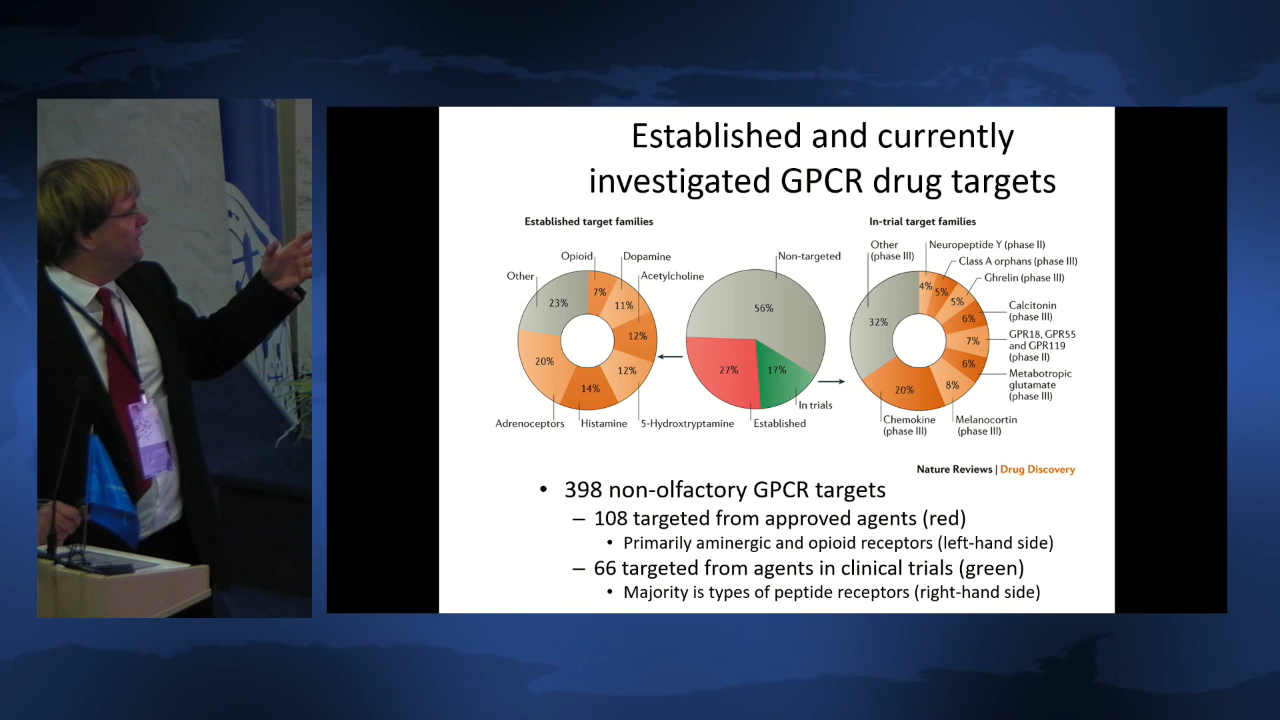 Established and currently
investigated GPCR drug targets
Established target families
Opioid
Dopamine
Other
Acetylcholine
23%
7%
11%
12%
12%
14%
20%
Adrenoceptors
Histamine
5-Hydroxtryptamine
Non-targeted
56%
27%
17%
In trials
Established
In-trial target families
Other
(phase III)
Neuropeptide Y (phase II)
Class A orphans (phase III)
Ghrelin (phase III)
Calcitonin
(phase III)
GPR18, GPR55
and GPR119
(phase II)
Metabotropic
glutamate
(phase III)
Melanocortin
(phase III)
Chemokine
(phase III)
4%
5%
5%
6%
7%
6%
8%
20%
32%
Nature Reviews | Drug Discovery
• 398 non-olfactory GPCR targets
– 108 targeted from approved agents (red)
• Primarily aminergic and opioid receptors (left-hand side)
– 66 targeted from agents in clinical trials (green)
• Majority is types of peptide receptors (right-hand side)